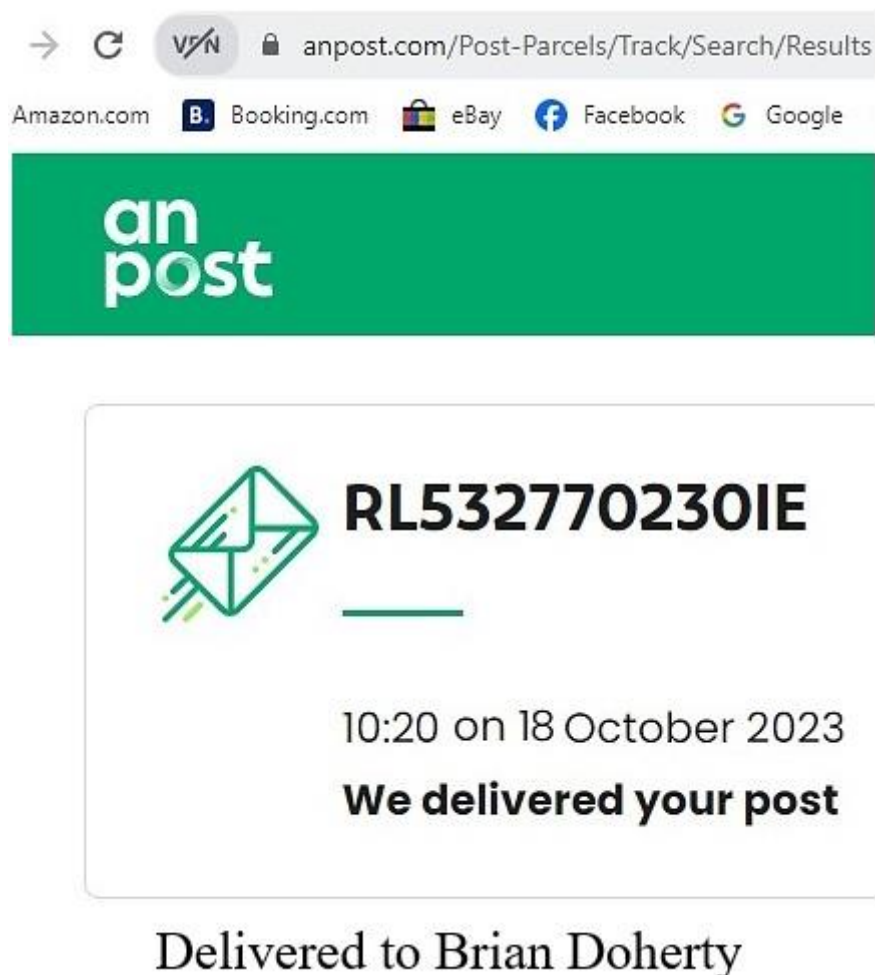 VPN anpost.com/Post-Parcels/Track/Search/Results
Amazon.com B. Booking.com eBay Facebook G Google
an
post
RL532770230IE
10:20 on 18 October 2023
We delivered your post
Delivered to Brian Doherty